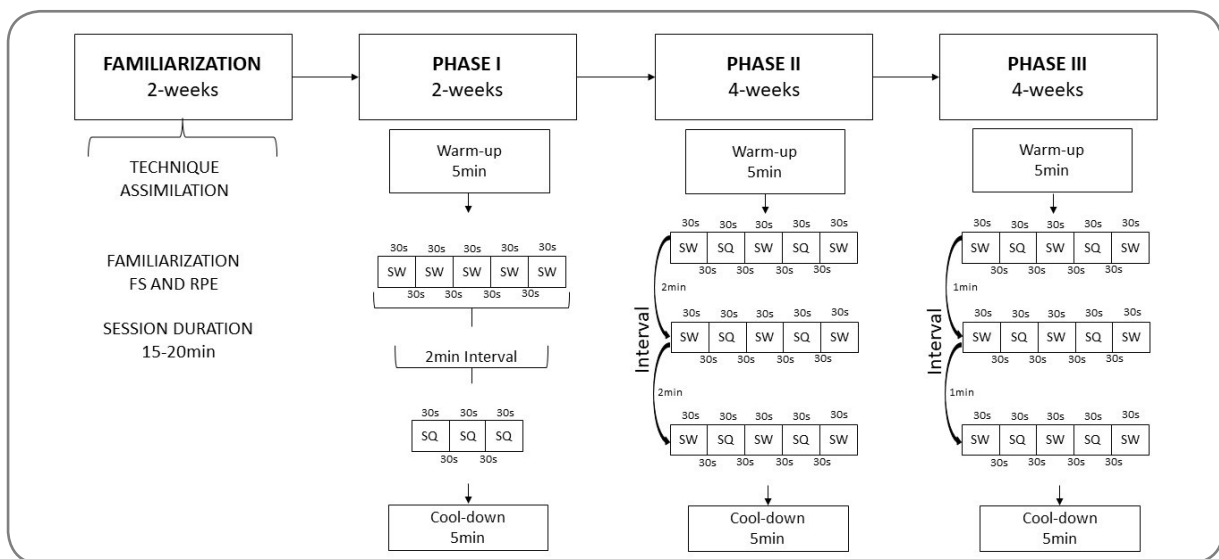 FAMILIARIZATION
2-weeks
TECHNIQUE
ASSIMILATION
FAMILIARIZATION
FS AND RPE
SESSION DURATION
15-20min
PHASE I
2-weeks
Warm-up
5min
30s 30s 30s 30s 30s
SW SW SW SW SW
30s 30s 30s 30s
2min Interval
30s 30s 30s
SQ SQ SQ
30s 30s
Cool-down
5min
PHASE II
4-weeks
Warm-up
5min
30s 30s 30s 30s 30s
SW SQ SW SQ SW
30s 30s 30s 30s
2min
Interval
30s 30s 30s 30s 30s
SW SQ SW SQ SW
30s 30s 30s 30s
2min
30s 30s 30s 30s 30s
SW SQ SW SQ SW
30s 30s 30s 30s
Cool-down
5min
PHASE III
4-weeks
Warm-up
5min
30s 30s 30s 30s 30s
SW SQ SW SQ SW
30s 30s 30s 30s
1min
Interval
30s 30s 30s 30s 30s
SW SQ SW SQ SW
30s 30s 30s 30s
1min
30s 30s 30s 30s 30s
SW SQ SW SQ SW
30s 30s 30s 30s
Cool-down
5min